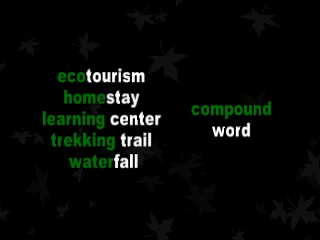 ecotourism
homestay
learning center
trekking trail
waterfall
compound
word